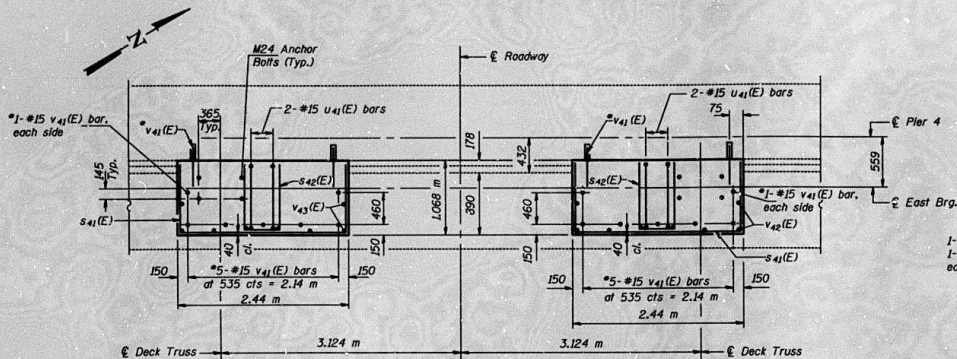 N
M24 Anchor
Bolts (Typ.)
℄ Roadway
2-#15 u41(E) bars
2-#15 u41(E) bars
*1-#15 v41(E) bar.
each side
365
Typ.
*v41(E)
75
*v41(E)
℄ Pier 4
178
432
559
145
Typ.
s42(E)
s42(E)
1.068 m
390
*1-#15 v41(E) bar.
each side
℄ East Brg.
s41(E)
v43(E)
460
460
v42(E)
s41(E)
40
cl.
150
40
cl.
150
1-
1-
ea
150
*5-#15 v41(E) bars
at 535 cts = 2.14 m
150
150
*5-#15 v41(E) bars
at 535 cts = 2.14 m
150
2.44 m
2.44 m
℄ Deck Truss
3.124 m
3.124 m
℄ Deck Truss